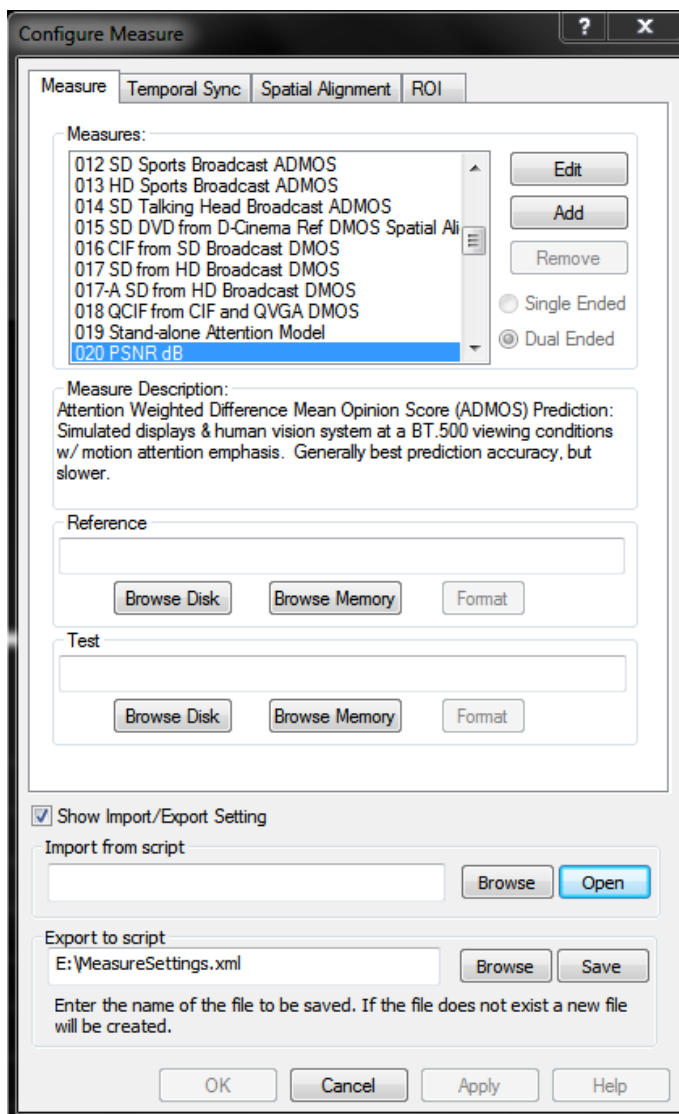 Configure Measure
? x
Measure Temporal Sync Spatial Alignment ROI
Measures:
012 SD Sports Broadcast ADMOS
013 HD Sports Broadcast ADMOS
014 SD Talking Head Broadcast ADMOS
015 SD DVD from D-Cinema Ref DMOS Spatial Ali
016 CIF from SD Broadcast DMOS
017 SD from HD Broadcast DMOS
017-A SD from HD Broadcast DMOS
018 QCIF from CIF and QVGA DMOS
019 Stand-alone Attention Model
020 PSNR dB
Edit
Add
Remove
Single Ended
Dual Ended
Measure Description:
Attention Weighted Difference Mean Opinion Score (ADMOS) Prediction:
Simulated displays & human vision system at a BT.500 viewing conditions
w/ motion attention emphasis. Generally best prediction accuracy, but
slower.
Reference
Browse Disk Browse Memory Format
Test
Browse Disk Browse Memory Format
Show Import/Export Setting
Import from script
Browse Open
Export to script
E:\MeasureSettings.xml Browse Save
Enter the name of the file to be saved. If the file does not exist a new file
will be created.
OK Cancel Apply Help